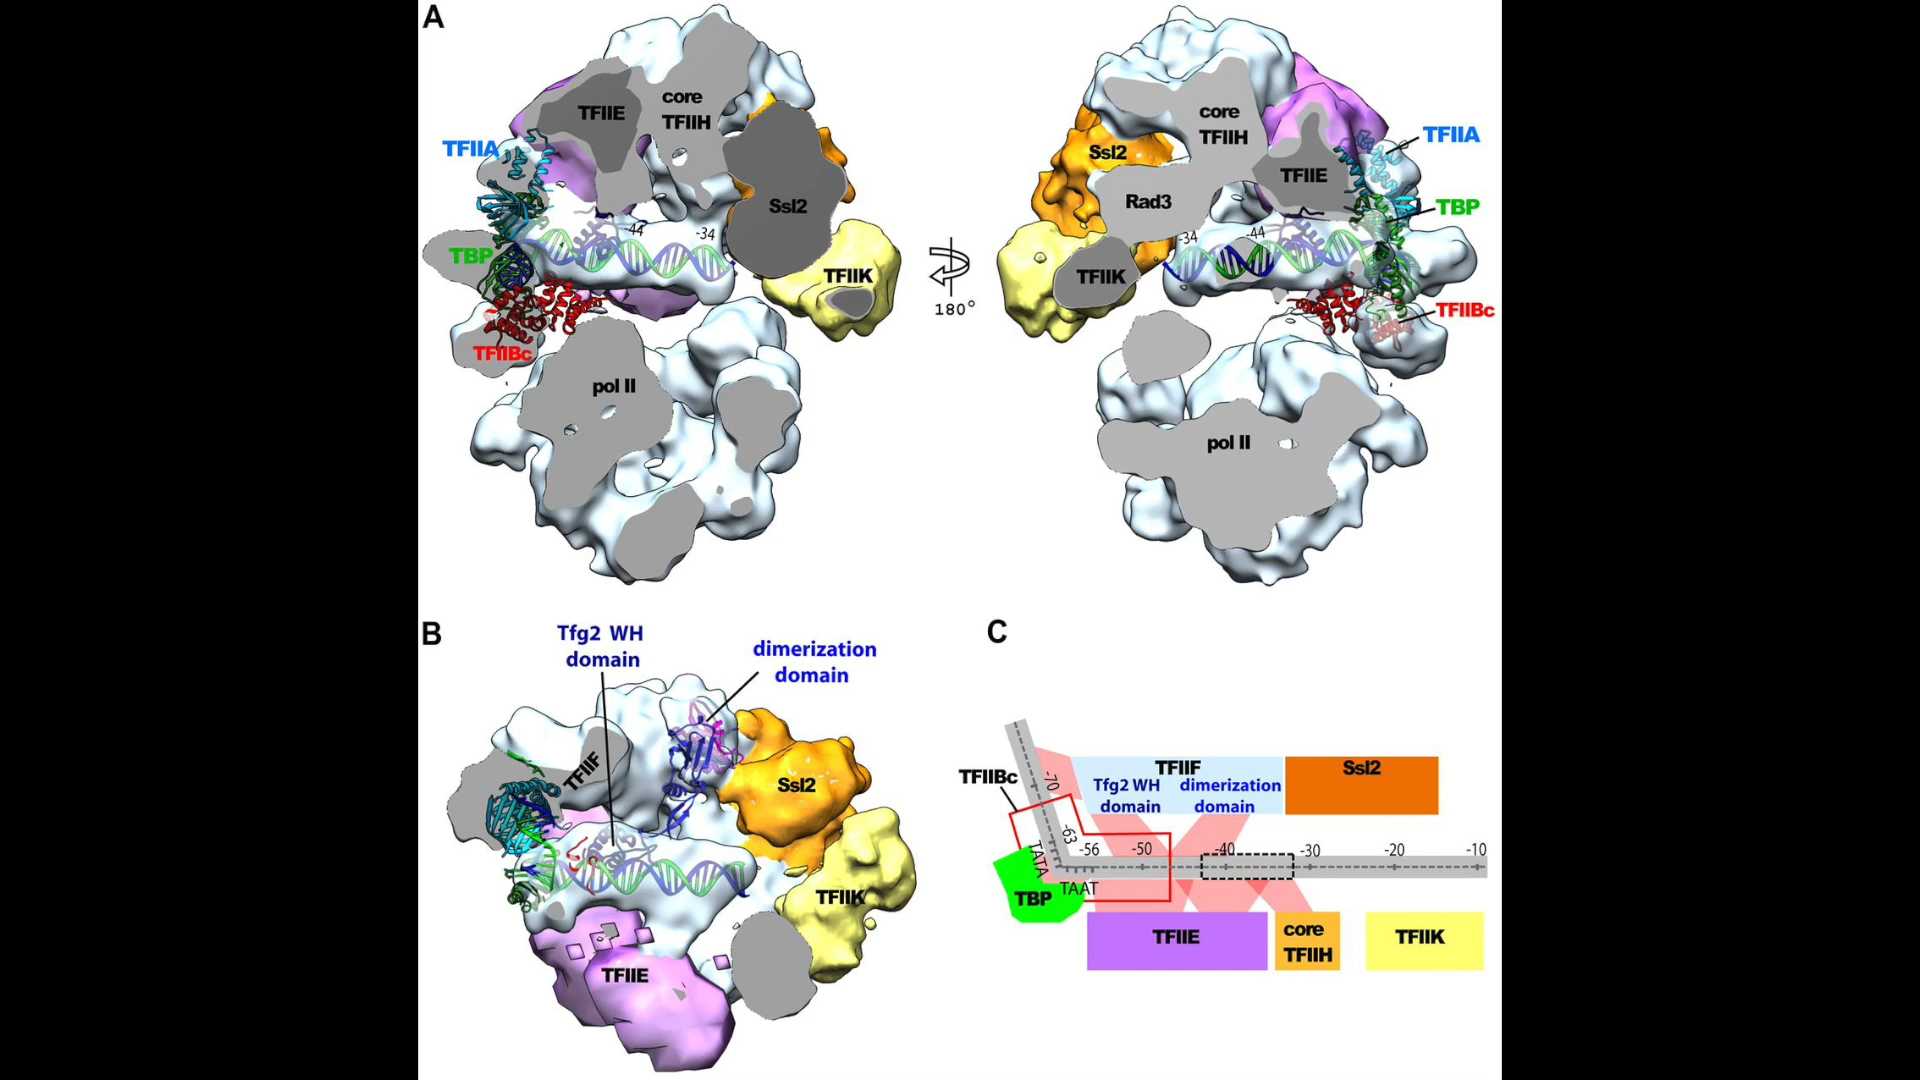 A
TFIIE
core
TFIIH
TFIIA
Ssl2
-44
-34
TBP
TFIIK
TFIIBc
pol II
180°
core
TFIIH
TFIIA
Ssl2
TFIIE
Rad3
TBP
-34
-44
TFIIK
TFIIBc
pol II
B
Tfg2 WH
domain
dimerization
domain
TFIIF
Ssl2
TFIIK
TFIIE
C
TFIIBc
-70
TFIIF
Ssl2
Tfg2 WH
domain
dimerization
domain
-63
-56
-50
-40
-30
-20
-10
TATA
TAAT
TBP
TFIIE
core
TFIIH
TFIIK